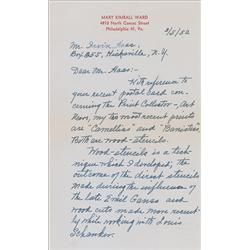 MARY KIMBALL WARD
4810 North Camac Street
Philadelphia 41, Pa.
9/5/52
Mr. Irvin Haas,
Box 255, Hicksville, N.Y.
Dear Mr. Haas:-
With reference to
your recent postal card con-
cerning the Print Collector-, Art
News, my two most recent prints
are "Camellias" and "Banisters".
Both are wood-stencils.
Wood-stencils is a tech-
nique which I developed; the
outcome of the direct stencils
made during the influence of
the late Emil Ganso and
wood cuts made more recent-
ly while working with Louis
Schanker.